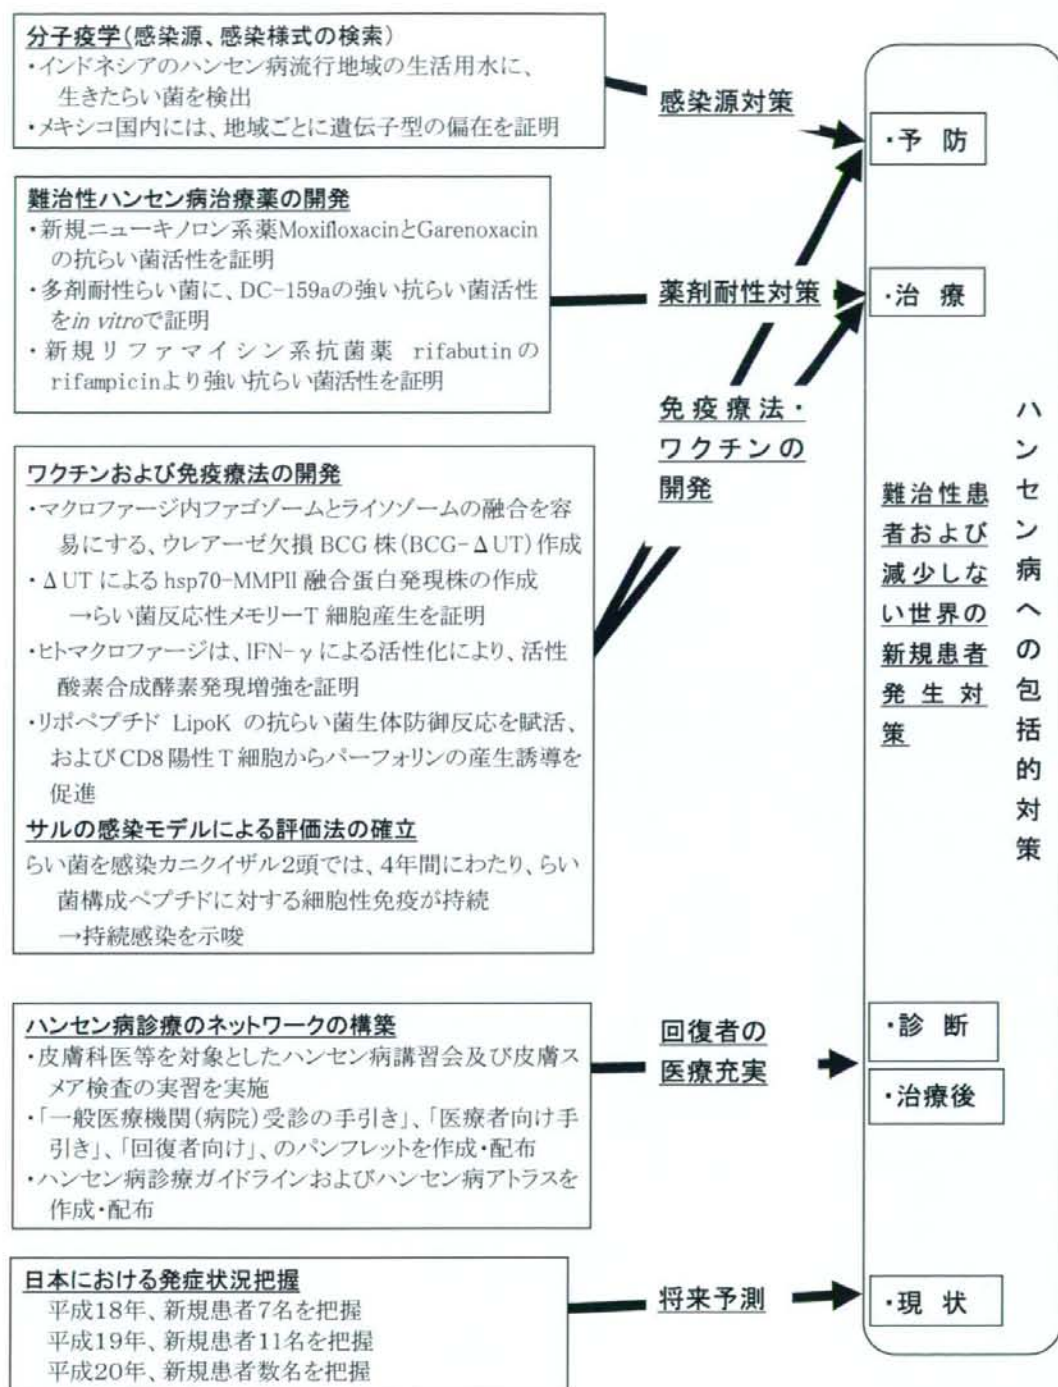 分子疫学(感染源、感染様式の検索)
・インドネシアのハンセン病流行地域の生活用水に、
生きたらい菌を検出
・メキシコ国内には、地域ごとに遺伝子型の偏在を証明
感染源対策
・予 防
難治性ハンセン病治療薬の開発
・新規ニューキノロン系薬MoxifloxacinとGarenoxacin
の抗らい菌活性を証明
・多剤耐性らい菌に、DC-159aの強い抗らい菌活性
をin vitroで証明
・新規リファマイシン系抗菌薬 rifabutinの
rifampicinより強い抗らい菌活性を証明
薬剤耐性対策
・治 療
免疫療法・
ワクチンの
開発
ワクチンおよび免疫療法の開発
・マクロファージ内ファゴゾームとライソゾームの融合を容
易にする、ウレアーゼ欠損 BCG 株(BCG-ΔUT)作成
・ΔUT による hsp70-MMPII 融合蛋白発現株の作成
→らい菌反応性メモリーT 細胞産生を証明
・ヒトマクロファージは、IFN-γによる活性化により、活性
酸素合成酵素発現増強を証明
・リポペプチド LipoK の抗らい菌生体防御反応を賦活、
およびCD8 陽性T 細胞からパーフォリンの産生誘導を
促進
サルの感染モデルによる評価法の確立
らい菌を感染カニクイザル2頭では、4年間にわたり、らい
菌構成ペプチドに対する細胞性免疫が持続
→持続感染を示唆
難治性患
者および
減少しな
い世界の
新規患者
発生対
策
ハンセン病への包括的対策
ハンセン病診療のネットワークの構築
・皮膚科医等を対象としたハンセン病講習会及び皮膚ス
メア検査の実習を実施
・「一般医療機関(病院)受診の手引き」、「医療者向け手
引き」、「回復者向け」、のパンフレットを作成・配布
・ハンセン病診療ガイドラインおよびハンセン病アトラスを
作成・配布
回復者の
医療充実
・診 断
・治療後
日本における発症状況把握
平成18年、新規患者7名を把握
平成19年、新規患者11名を把握
平成20年、新規患者数名を把握
将来予測
・現 状